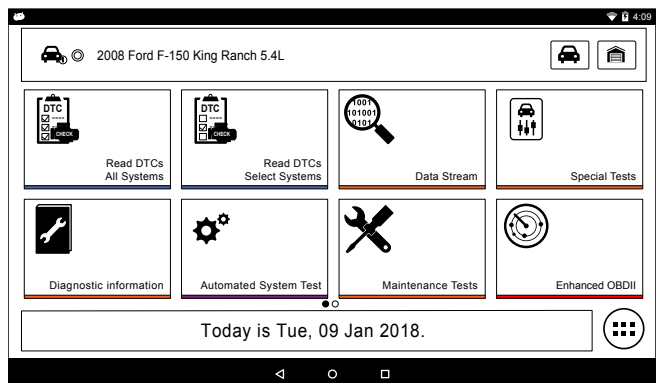 4:09
2008 Ford F-150 King Ranch 5.4L
DTC
CHECK
Read DTCs
All Systems
DTC
CHECK
Read DTCs
Select Systems
1001
101001
0101
Data Stream
Special Tests
Diagnostic information
Automated System Test
Maintenance Tests
Enhanced OBDII
Today is Tue, 09 Jan 2018.